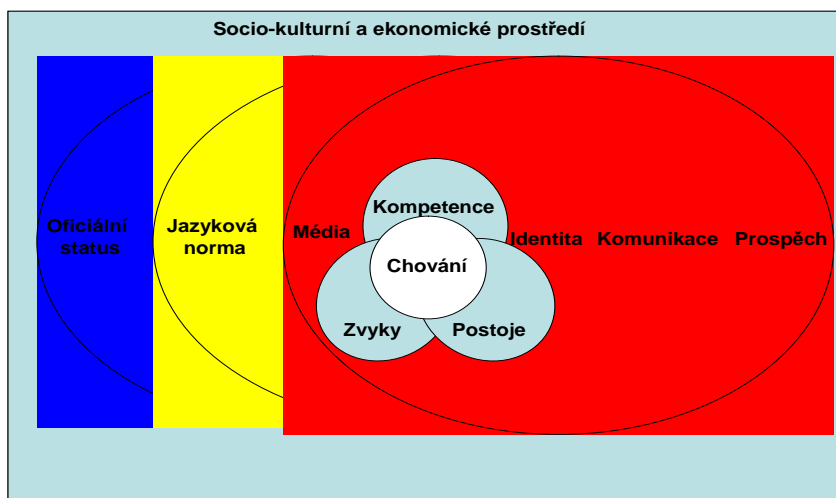 Socio-kulturní a ekonomické prostředí
Oficiální
status
Jazyková
norma
Média
Kompetence
Identita
Komunikace
Prospěch
Chování
Zvyky
Postoje